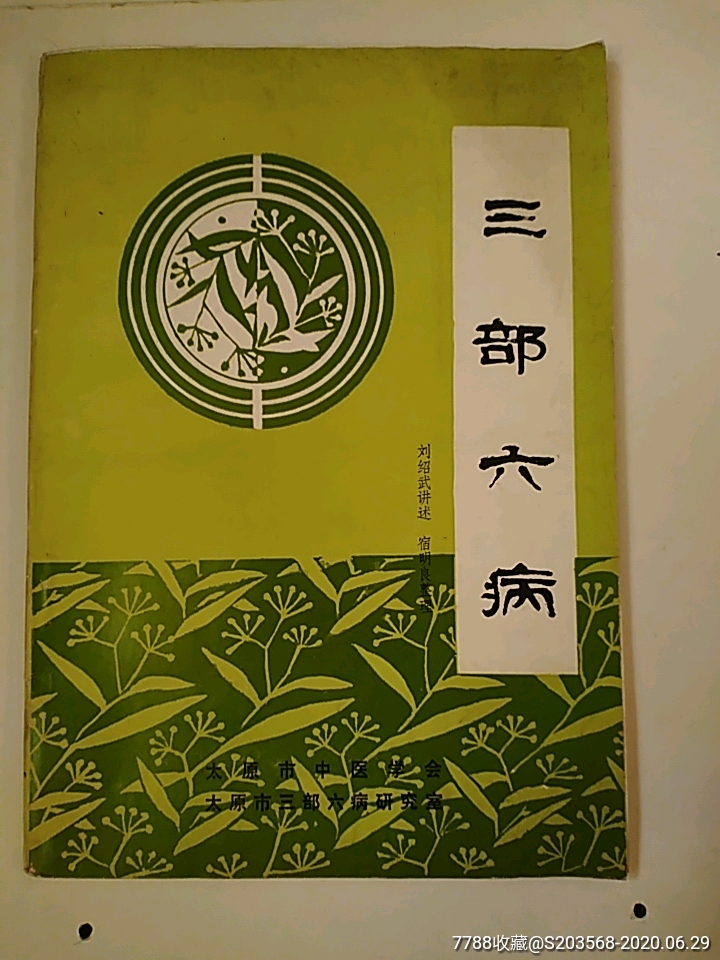 三部六病
刘绍武讲述 宿明良整理
太原市中医学会
太原市三部六病研究室
7788收藏@S203568-2020.06.29